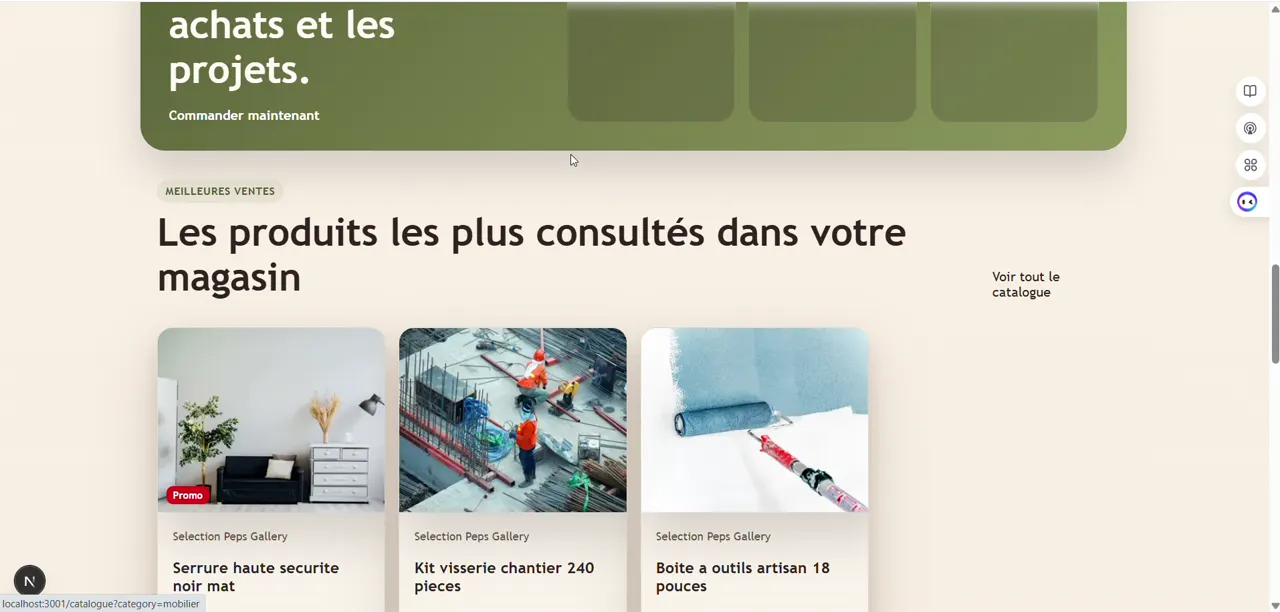 achats et les
projets.
Commander maintenant
MEILLEURES VENTES
Les produits les plus consultés dans votre
magasin
Voir tout le
catalogue
Promo
Selection Peps Gallery
Serrure haute securite
noir mat
Selection Peps Gallery
Kit visserie chantier 240
pieces
Selection Peps Gallery
Boite a outils artisan 18
pouces
N
localhost:3001/catalogue?category=mobilier